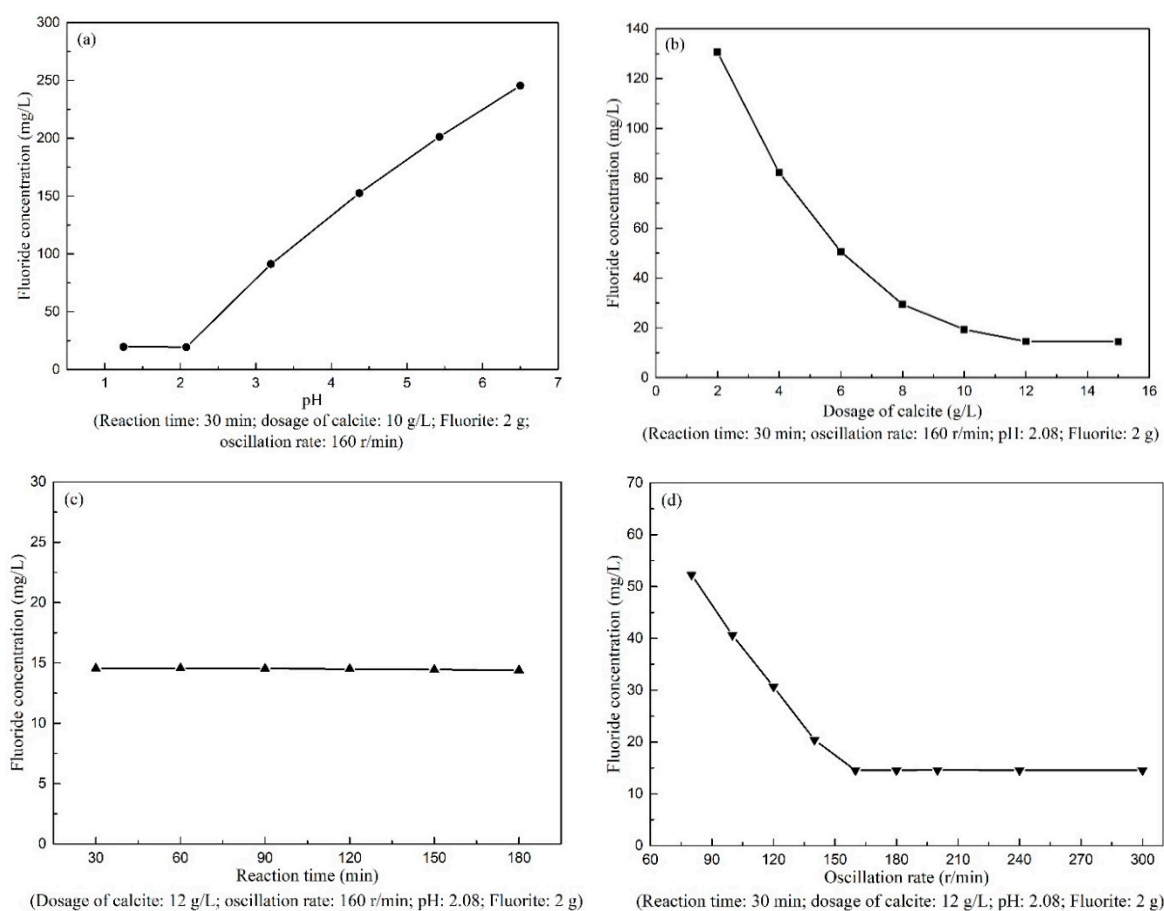 (a)
300
250
200
150
100
50
0
Fluoride concentration (mg/L)
1 2 3 4 5 6 7
pH
(Reaction time: 30 min; dosage of calcite: 10 g/L; Fluorite: 2 g;
oscillation rate: 160 r/min)
(b)
140
120
100
80
60
40
20
0
Fluoride concentration (mg/L)
0 2 4 6 8 10 12 14 16
Dosage of calcite (g/L)
(Reaction time: 30 min; oscillation rate: 160 r/min; pH: 2.08; Fluorite: 2 g)
(c)
30
25
20
15
10
5
0
Fluoride concentration (mg/L)
30 60 90 120 150 180
Reaction time (min)
(Dosage of calcite: 12 g/L; oscillation rate: 160 r/min; pH: 2.08; Fluorite: 2 g)
(d)
70
60
50
40
30
20
10
0
Fluoride concentration (mg/L)
60 90 120 150 180 210 240 270 300
Oscillation rate (r/min)
(Reaction time: 30 min; dosage of calcite: 12 g/L; pH: 2.08; Fluorite: 2 g)